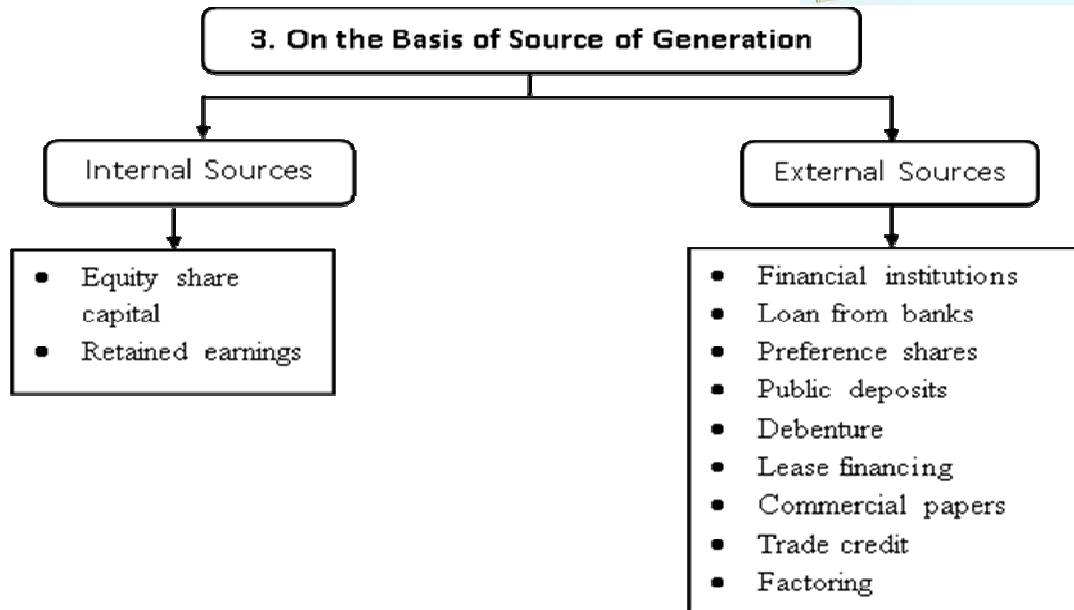 3. On the Basis of Source of Generation
Internal Sources
External Sources
• Equity share
capital
• Retained earnings
• Financial institutions
• Loan from banks
• Preference shares
• Public deposits
• Debenture
• Lease financing
• Commercial papers
• Trade credit
• Factoring